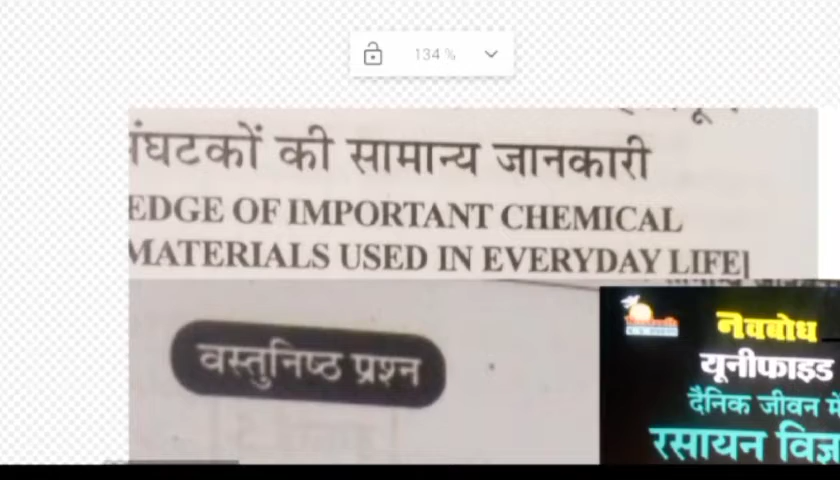 134 %
संघटकों की सामान्य जानकारी
EDGE OF IMPORTANT CHEMICAL
MATERIALS USED IN EVERYDAY LIFE]
वस्तुनिष्ठ प्रश्न
नवबोध
यूनीफाइड
दैनिक जीवन में
रसायन